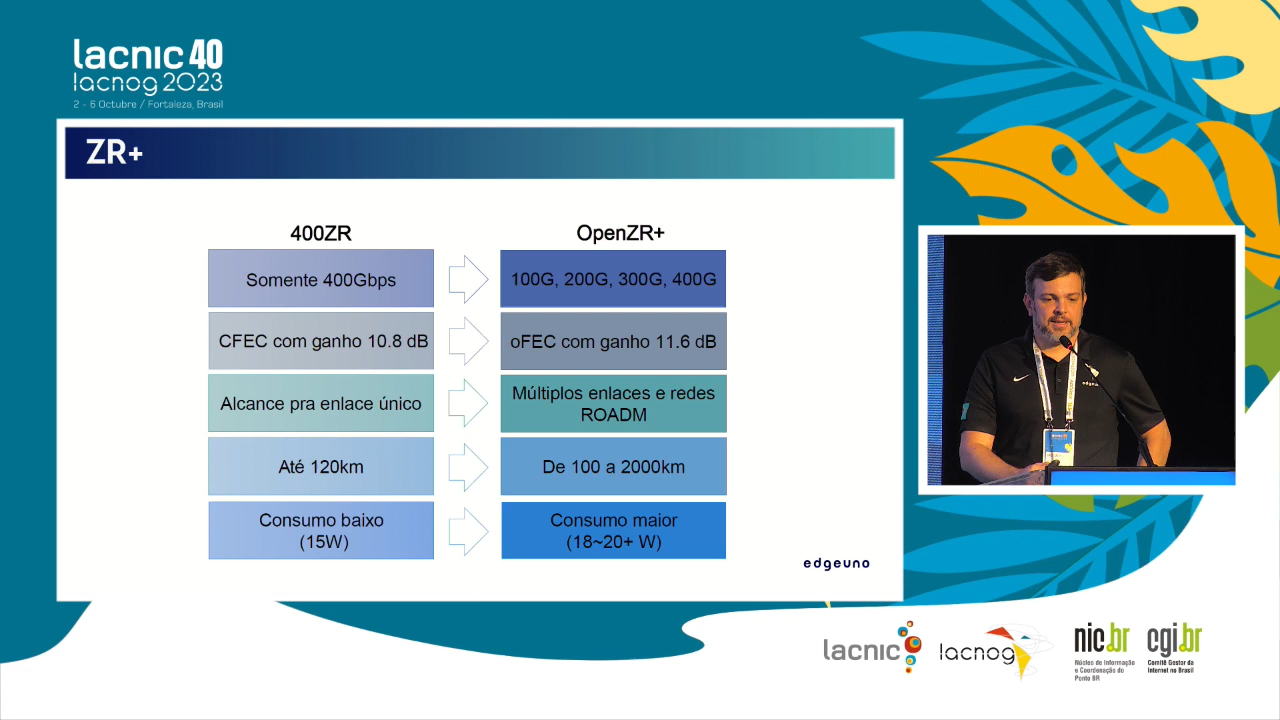 lacnic 40
lacnog 2023
2 - 6 Octubre / Fortaleza, Brasil
ZR+
400ZR
OpenZR+
Somente 400Gbps
100G, 200G, 300G, 400G
CFEC com ganho 10.8 dB
oFEC com ganho 11.6 dB
Alcance pra enlace único
Múltiplos enlaces e redes
ROADM
Até 120km
De 100 a 2000km
Consumo baixo
(15W)
Consumo maior
(18~20+ W)
edgeuno
lacnic
lacnog
nic.br
Núcleo de Informação
e Coordenação do
Ponto BR
cgi.br
Comitê Gestor da
Internet no Brasil